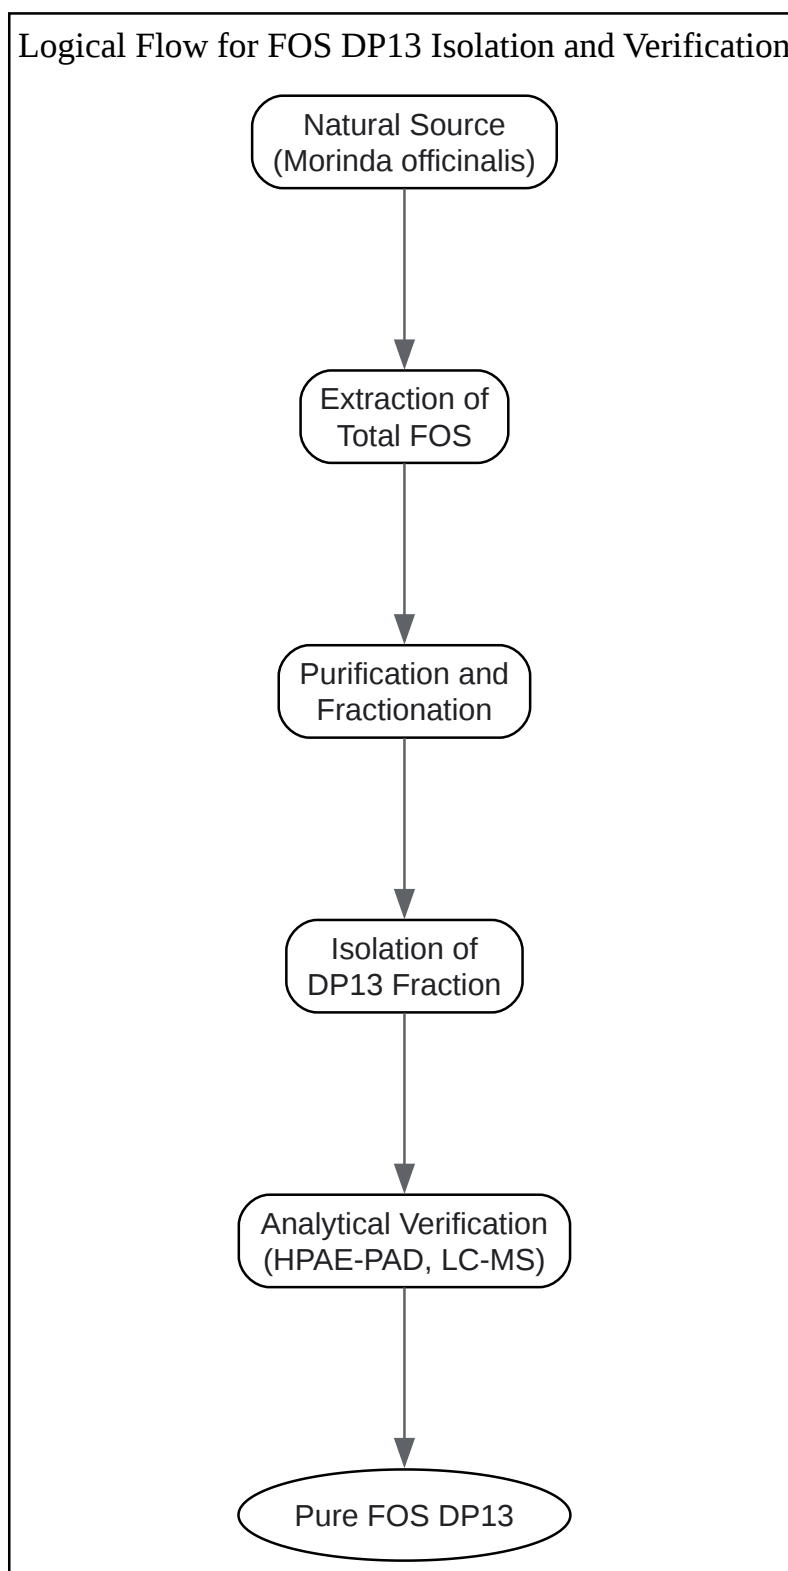 Logical Flow for FOS DP13 Isolation and Verification
Natural Source
(Morinda officinalis)
Extraction of
Total FOS
Purification and
Fractionation
Isolation of
DP13 Fraction
Analytical Verification
(HPAE-PAD, LC-MS)
Pure FOS DP13